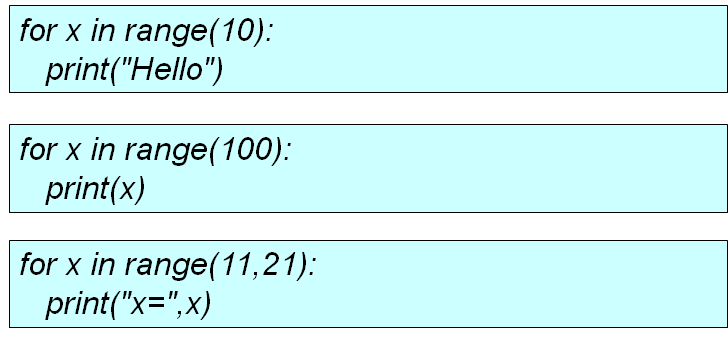 for x in range(10):
print("Hello")
for x in range(100):
print(x)
for x in range(11,21):
print("x=",x)